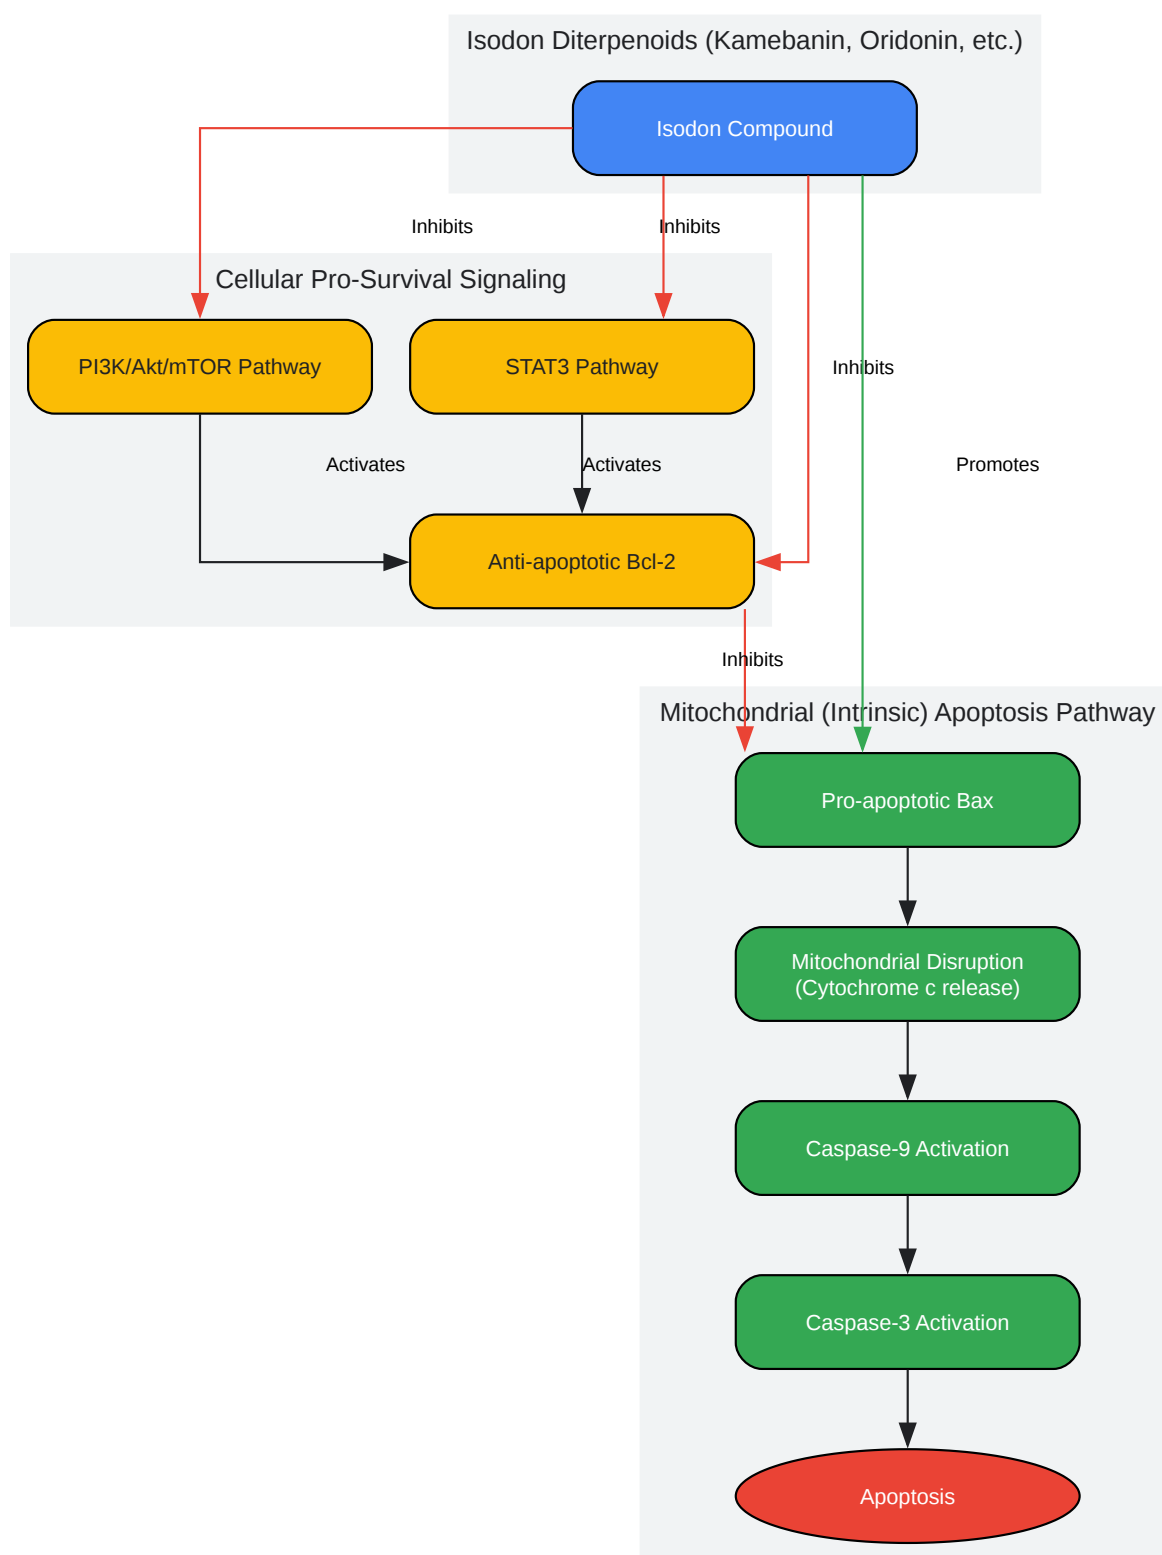 Isodon Diterpenoids (Kamebanin, Oridonin, etc.)
Isodon Compound
Inhibits
Inhibits
Cellular Pro-Survival Signaling
PI3K/Akt/mTOR Pathway
STAT3 Pathway
Inhibits
Activates
Activates
Promotes
Anti-apoptotic Bcl-2
Inhibits
Mitochondrial (Intrinsic) Apoptosis Pathway
Pro-apoptotic Bax
Mitochondrial Disruption
(Cytochrome c release)
Caspase-9 Activation
Caspase-3 Activation
Apoptosis